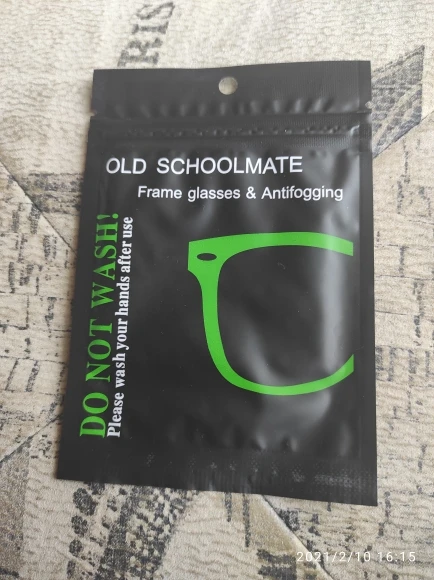 RIS
OLD SCHOOLMATE
Frame glasses & Antifogging
DO NOT WASH!
Please wash your hands after use
2021/2/10 16:15